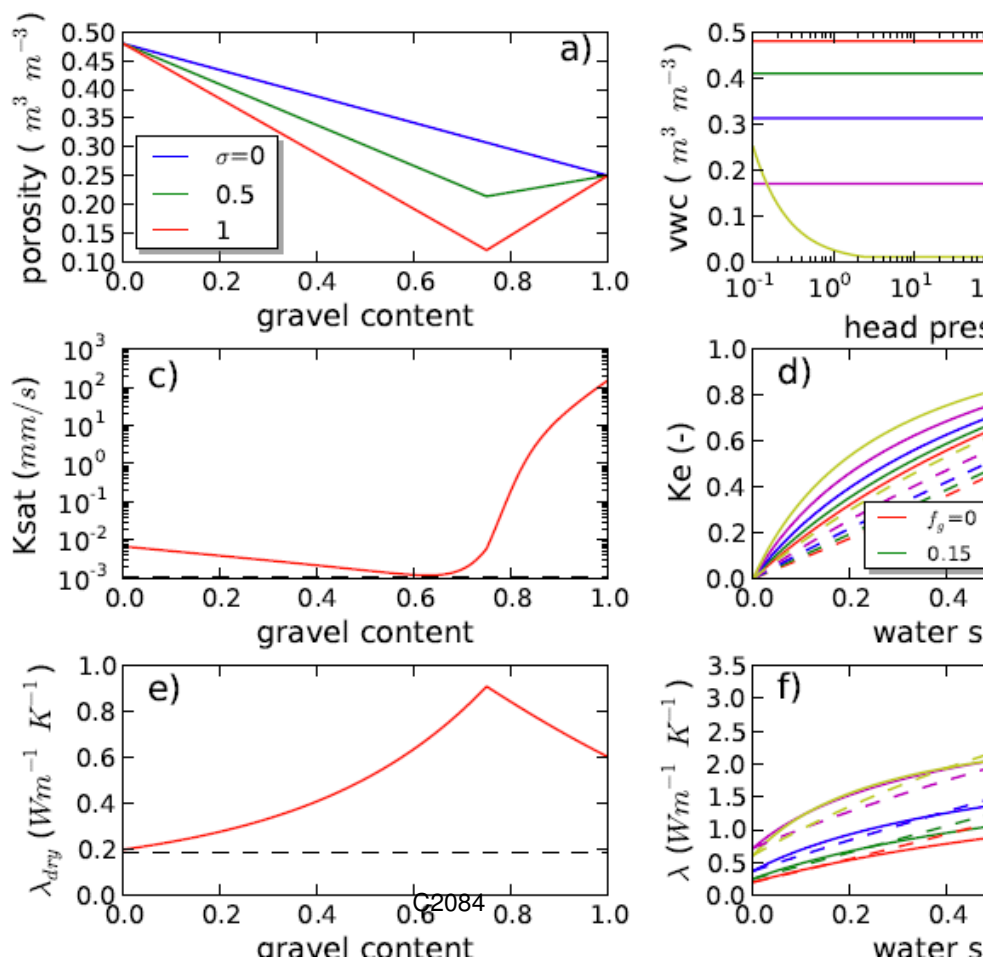 porosity ( m³ m⁻³)
0.50
0.45
0.40
0.35
0.30
0.25
0.20
0.15
0.10
a)
σ=0
0.5
1
0.0 0.2 0.4 0.6 0.8 1.0
gravel content
vwc ( m³ m⁻³)
0.5
0.4
0.3
0.2
0.1
0.0
10⁻¹ 10⁰ 10¹ 1
head pres
Ksat (mm/s)
10³
10²
10¹
10⁰
10⁻¹
10⁻²
10⁻³
c)
0.0 0.2 0.4 0.6 0.8 1.0
gravel content
Ke (-)
1.0
0.8
0.6
0.4
0.2
0.0
d)
f_g=0
0.15
0.0 0.2 0.4
water s
λ_dry (Wm⁻¹ K⁻¹)
1.0
0.8
0.6
0.4
0.2
0.0
e)
0.0 0.2 0.4 0.6 0.8 1.0
gravel content
λ (Wm⁻¹ K⁻¹)
3.5
3.0
2.5
2.0
1.5
1.0
0.5
0.0
f)
0.0 0.2 0.4
water s
C2084